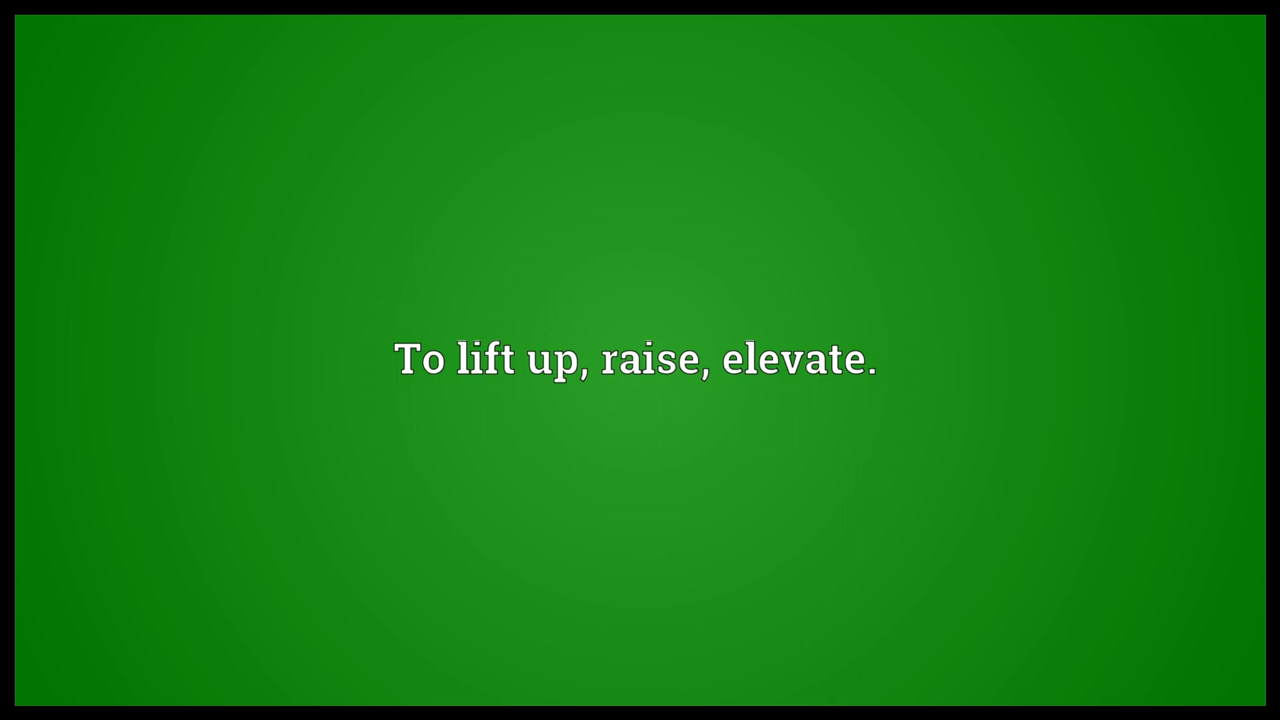 To lift up, raise, elevate.